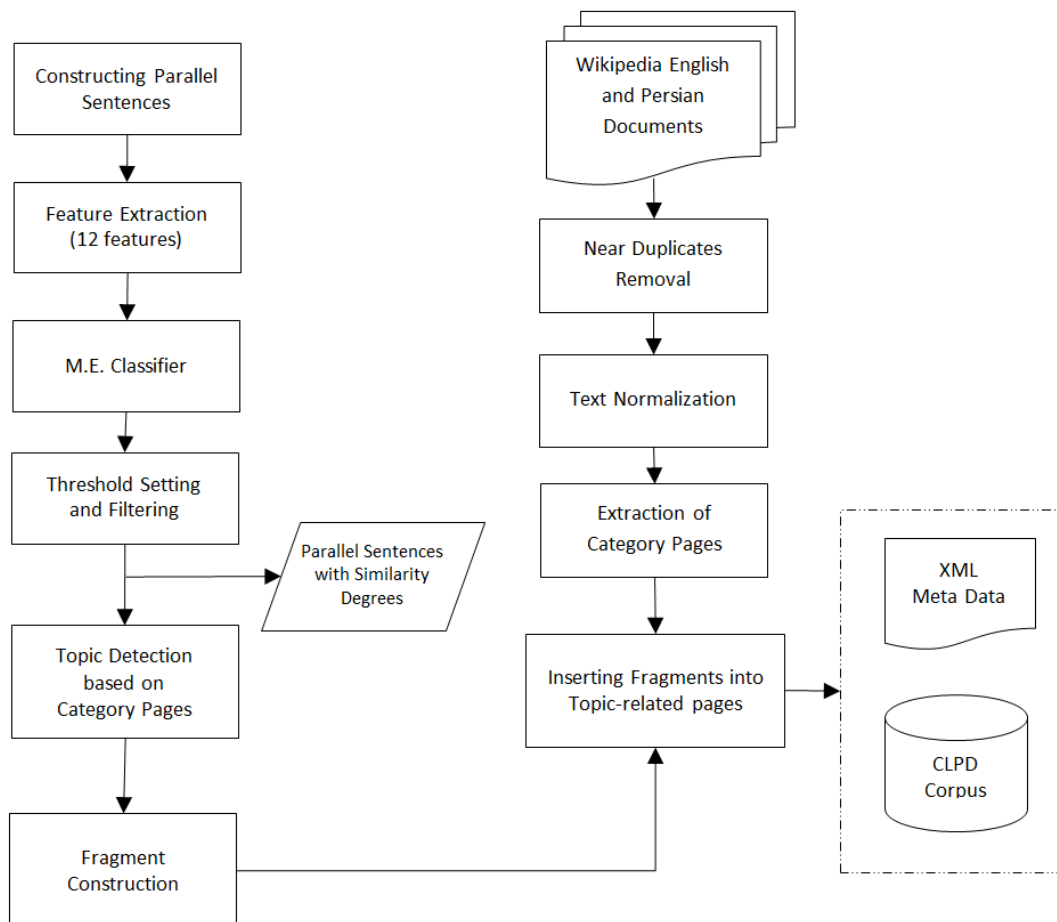 Constructing Parallel
Sentences
Feature Extraction
(12 features)
M.E. Classifier
Threshold Setting
and Filtering
Parallel Sentences
with Similarity
Degrees
Topic Detection
based on
Category Pages
Fragment
Construction
Wikipedia English
and Persian
Documents
Near Duplicates
Removal
Text Normalization
Extraction of
Category Pages
Inserting Fragments into
Topic-related pages
XML
Meta Data
CLPD
Corpus